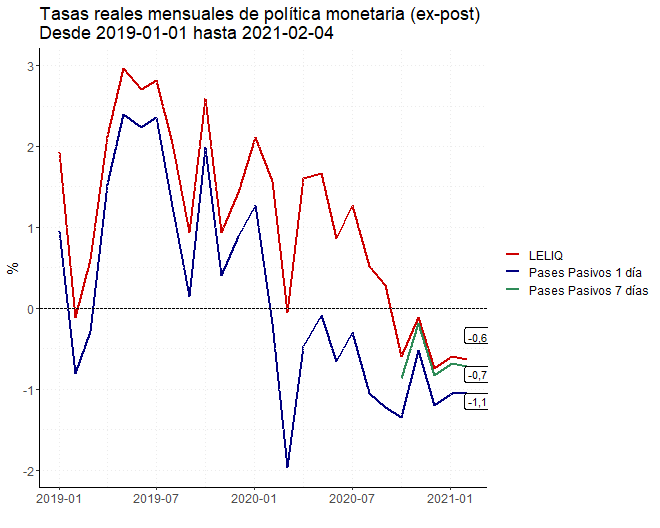 Tasas reales mensuales de política monetaria (ex-post)
Desde 2019-01-01 hasta 2021-02-04
3
2
1
0
-1
-2
%
2019-01 2019-07 2020-01 2020-07 2021-01
-0,6
-0,7
-1,1
LELIQ
Pases Pasivos 1 día
Pases Pasivos 7 días